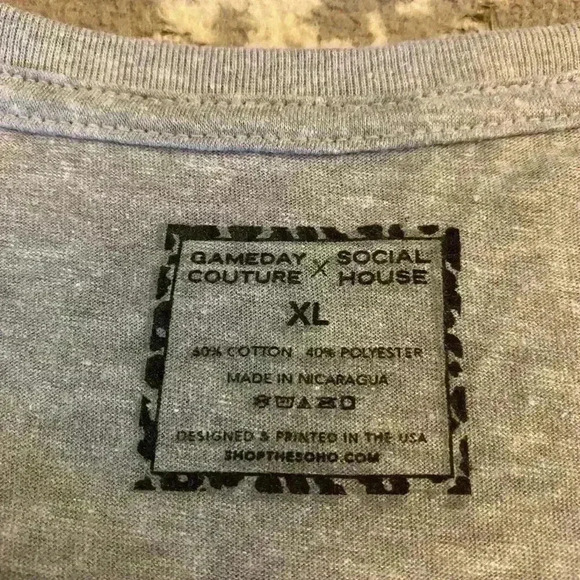 GAMEDAY COUTURE X SOCIAL HOUSE
XL
60% COTTON 40% POLYESTER
MADE IN NICARAGUA
DESIGNED & PRINTED IN THE USA
SHOPTHESOHO.COM